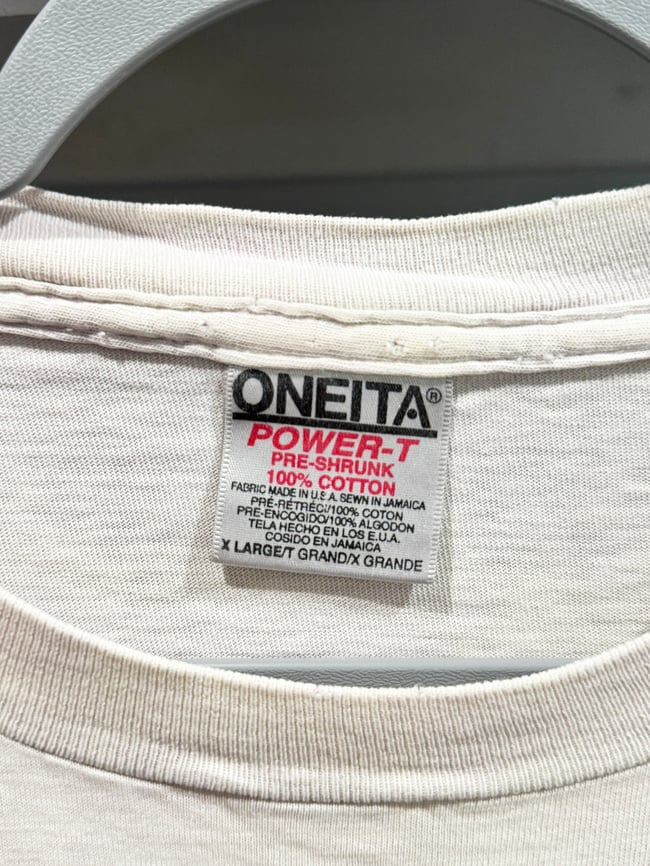 ONEITA®
POWER-T
PRE-SHRUNK
100% COTTON
FABRIC MADE IN U.S.A. SEWN IN JAMAICA
PRÉ-RÉTRÉCI/100% COTON
PRE-ENCOGIDO/100% ALGODON
TELA HECHO EN LOS E.U.A.
COSIDO EN JAMAICA
X LARGE/T GRAND/X GRANDE